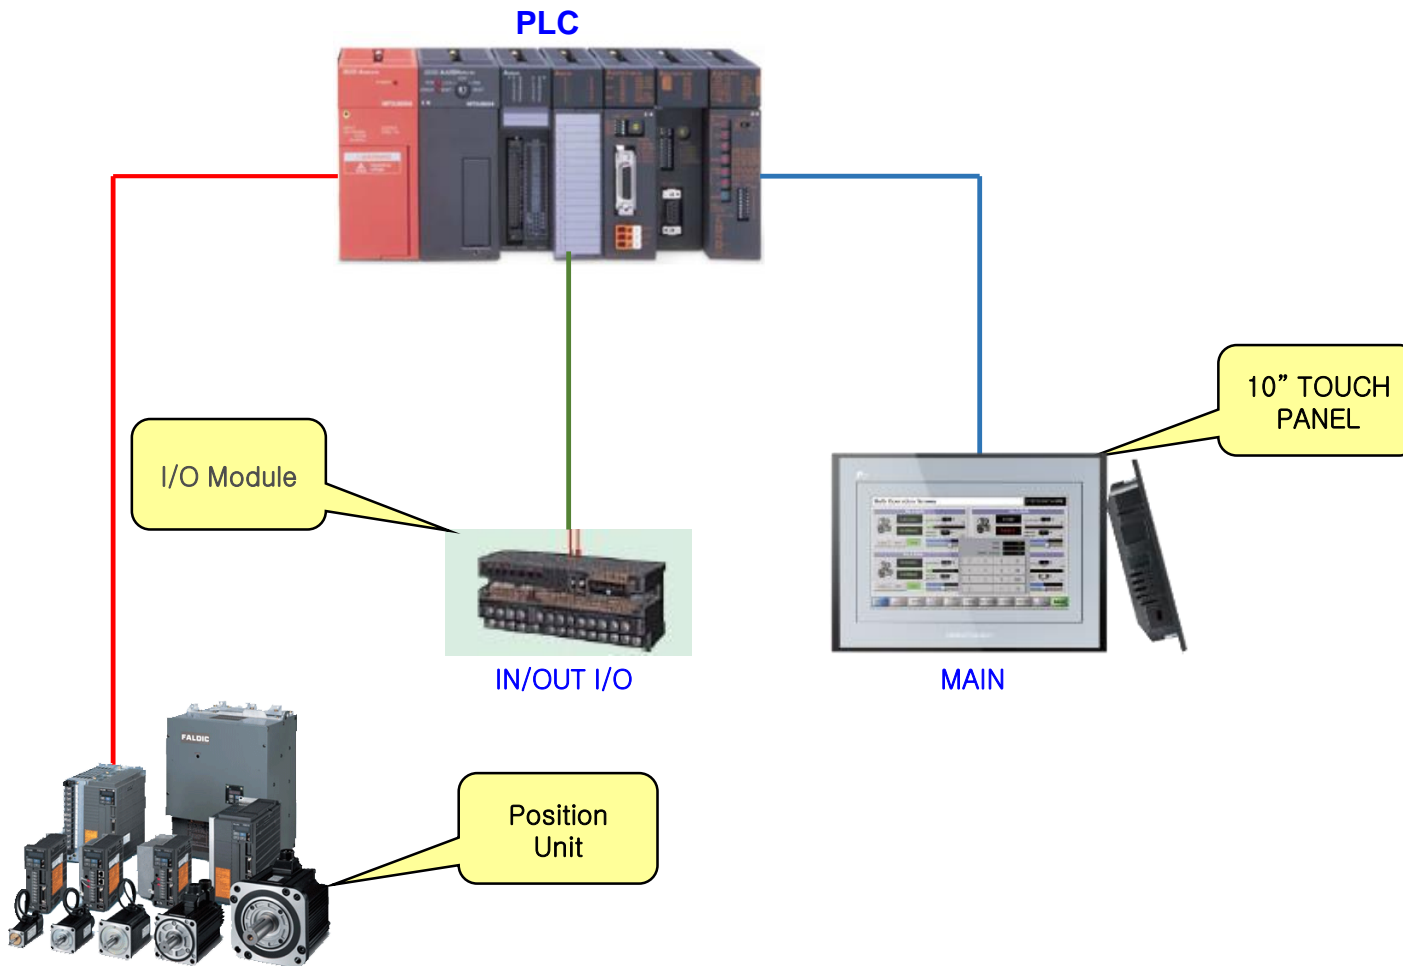 PLC
10” TOUCH
PANEL
I/O Module
IN/OUT I/O
MAIN
FALDIC
Position
Unit